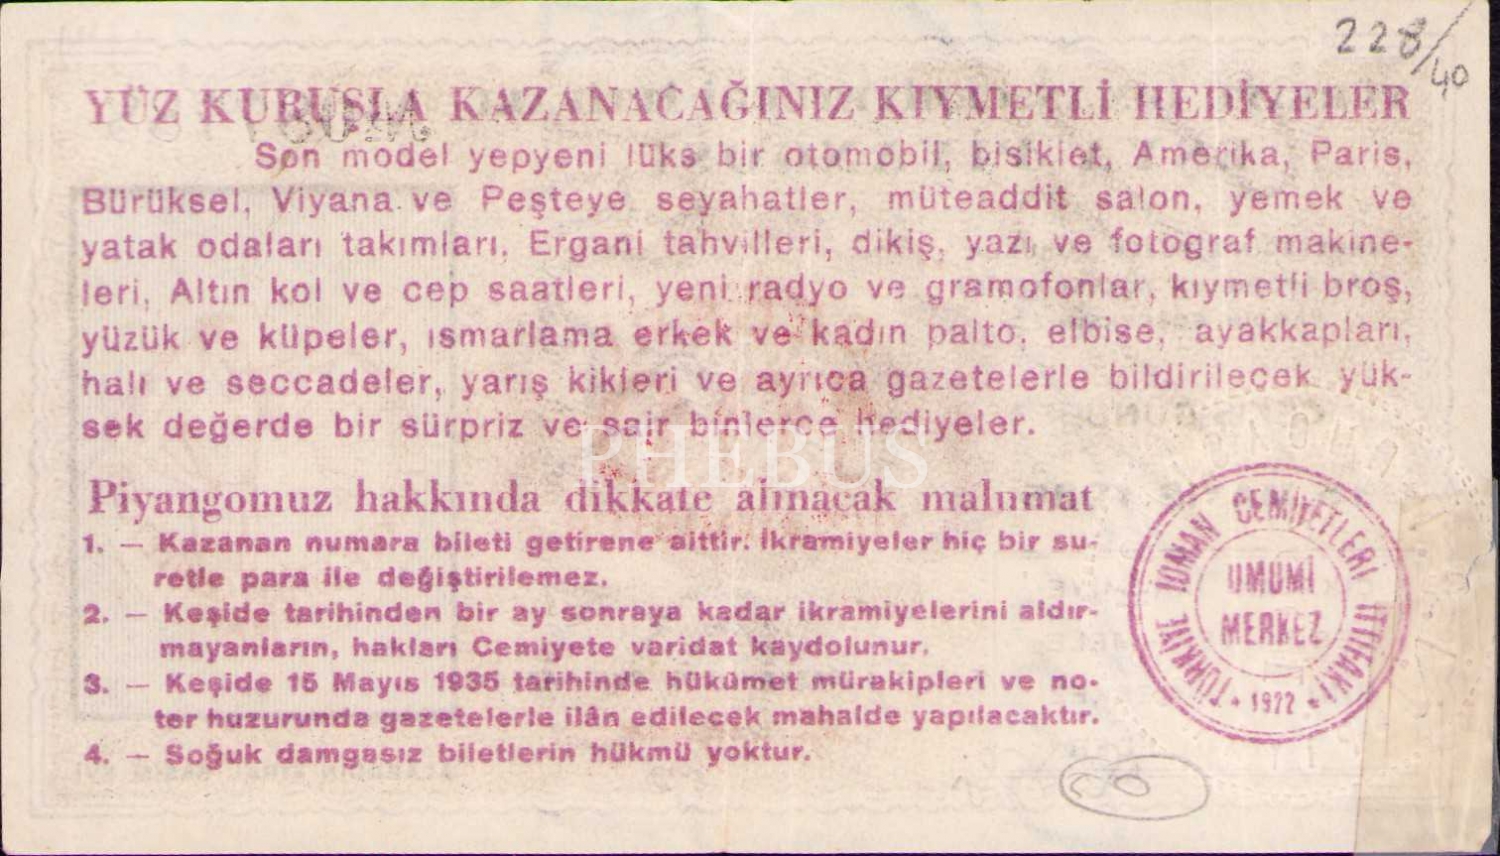 228/40
YÜZ KURUŞLA KAZANACAĞINIZ KIYMETLİ HEDİYELER
Son model yepyeni lüks bir otomobil, bisiklet, Amerika, Paris,
Bürüksel, Viyana ve Peşteye seyahatler, müteaddit salon, yemek ve
yatak odaları takımları, Ergani tahvilleri, dikiş, yazı ve fotograf makine-
leri, Altın kol ve cep saatleri, yeni radyo ve gramofonlar, kıymetli broş,
yüzük ve küpeler, ısmarlama erkek ve kadın palto, elbise, ayakkapları,
halı ve seccadeler, yarış kikleri ve ayrıca gazetelerle bildirilecek yük-
sek değerde bir sürpriz ve sair binlerce hediyeler.
PHEBUS
Piyangomuz hakkında dikkate alınacak malumat
1. — Kazanan numara bileti getirene aittir. İkramiyeler hiç bir su-
retle para ile değiştirilemez.
2. — Keşide tarihinden bir ay sonraya kadar ikramiyelerini aldır-
mayanların, hakları Cemiyete varidat kaydolunur.
3. — Keşide 15 Mayıs 1935 tarihinde hükûmet mürakipleri ve no-
ter huzurunda gazetelerle ilân edilecek mahalde yapılacaktır.
4. — Soğuk damgasız biletlerin hükmü yoktur.
TÜRKİYE İDMAN CEMİYETLERİ İTTİFAKI
UMUMİ
MERKEZ
• 1922 •